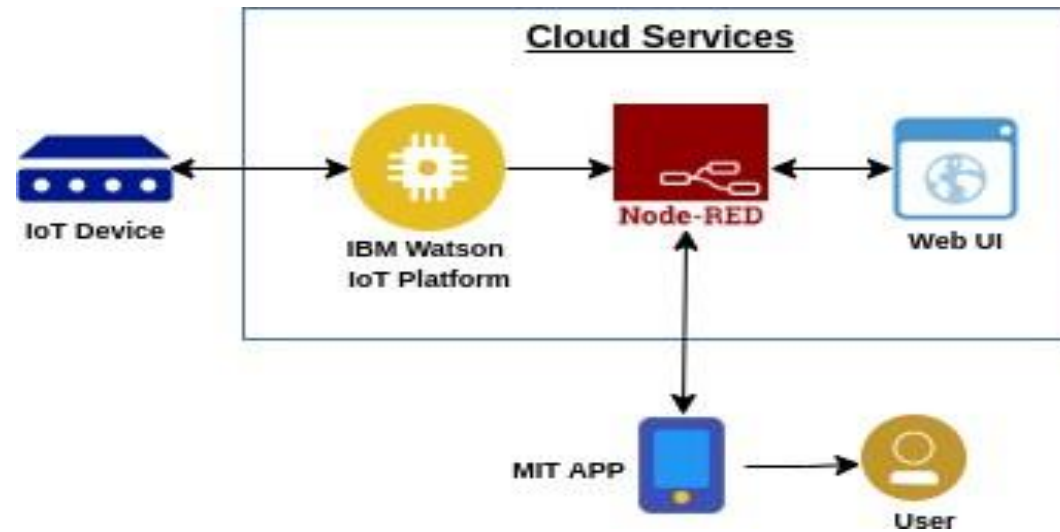 Cloud Services
IoT Device
IBM Watson
IoT Platform
Node-RED
Web UI
MIT APP
User